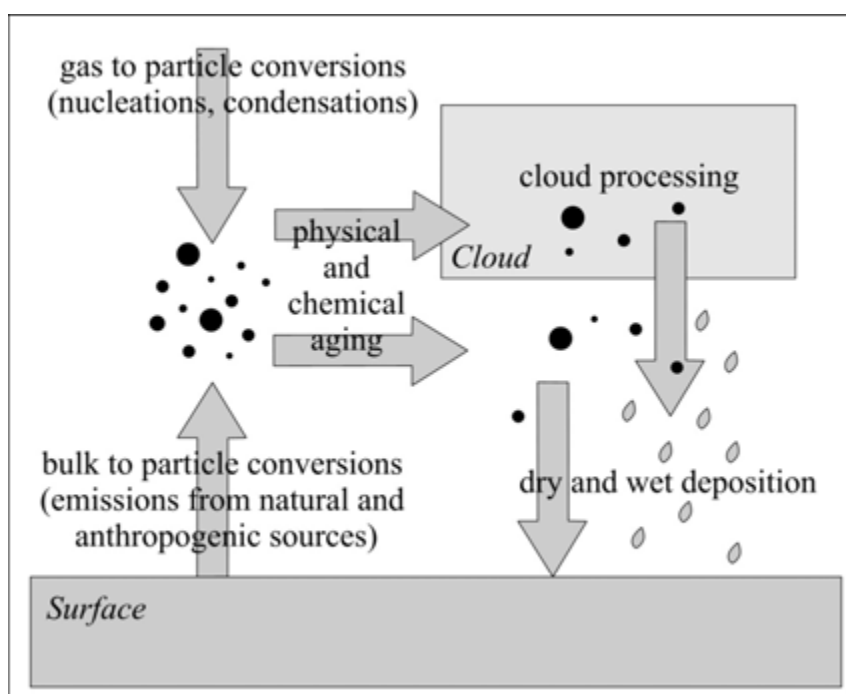 gas to particle conversions
(nucleations, condensations)
cloud processing
Cloud
physical
and
chemical
aging
bulk to particle conversions
(emissions from natural and
anthropogenic sources)
dry and wet deposition
Surface